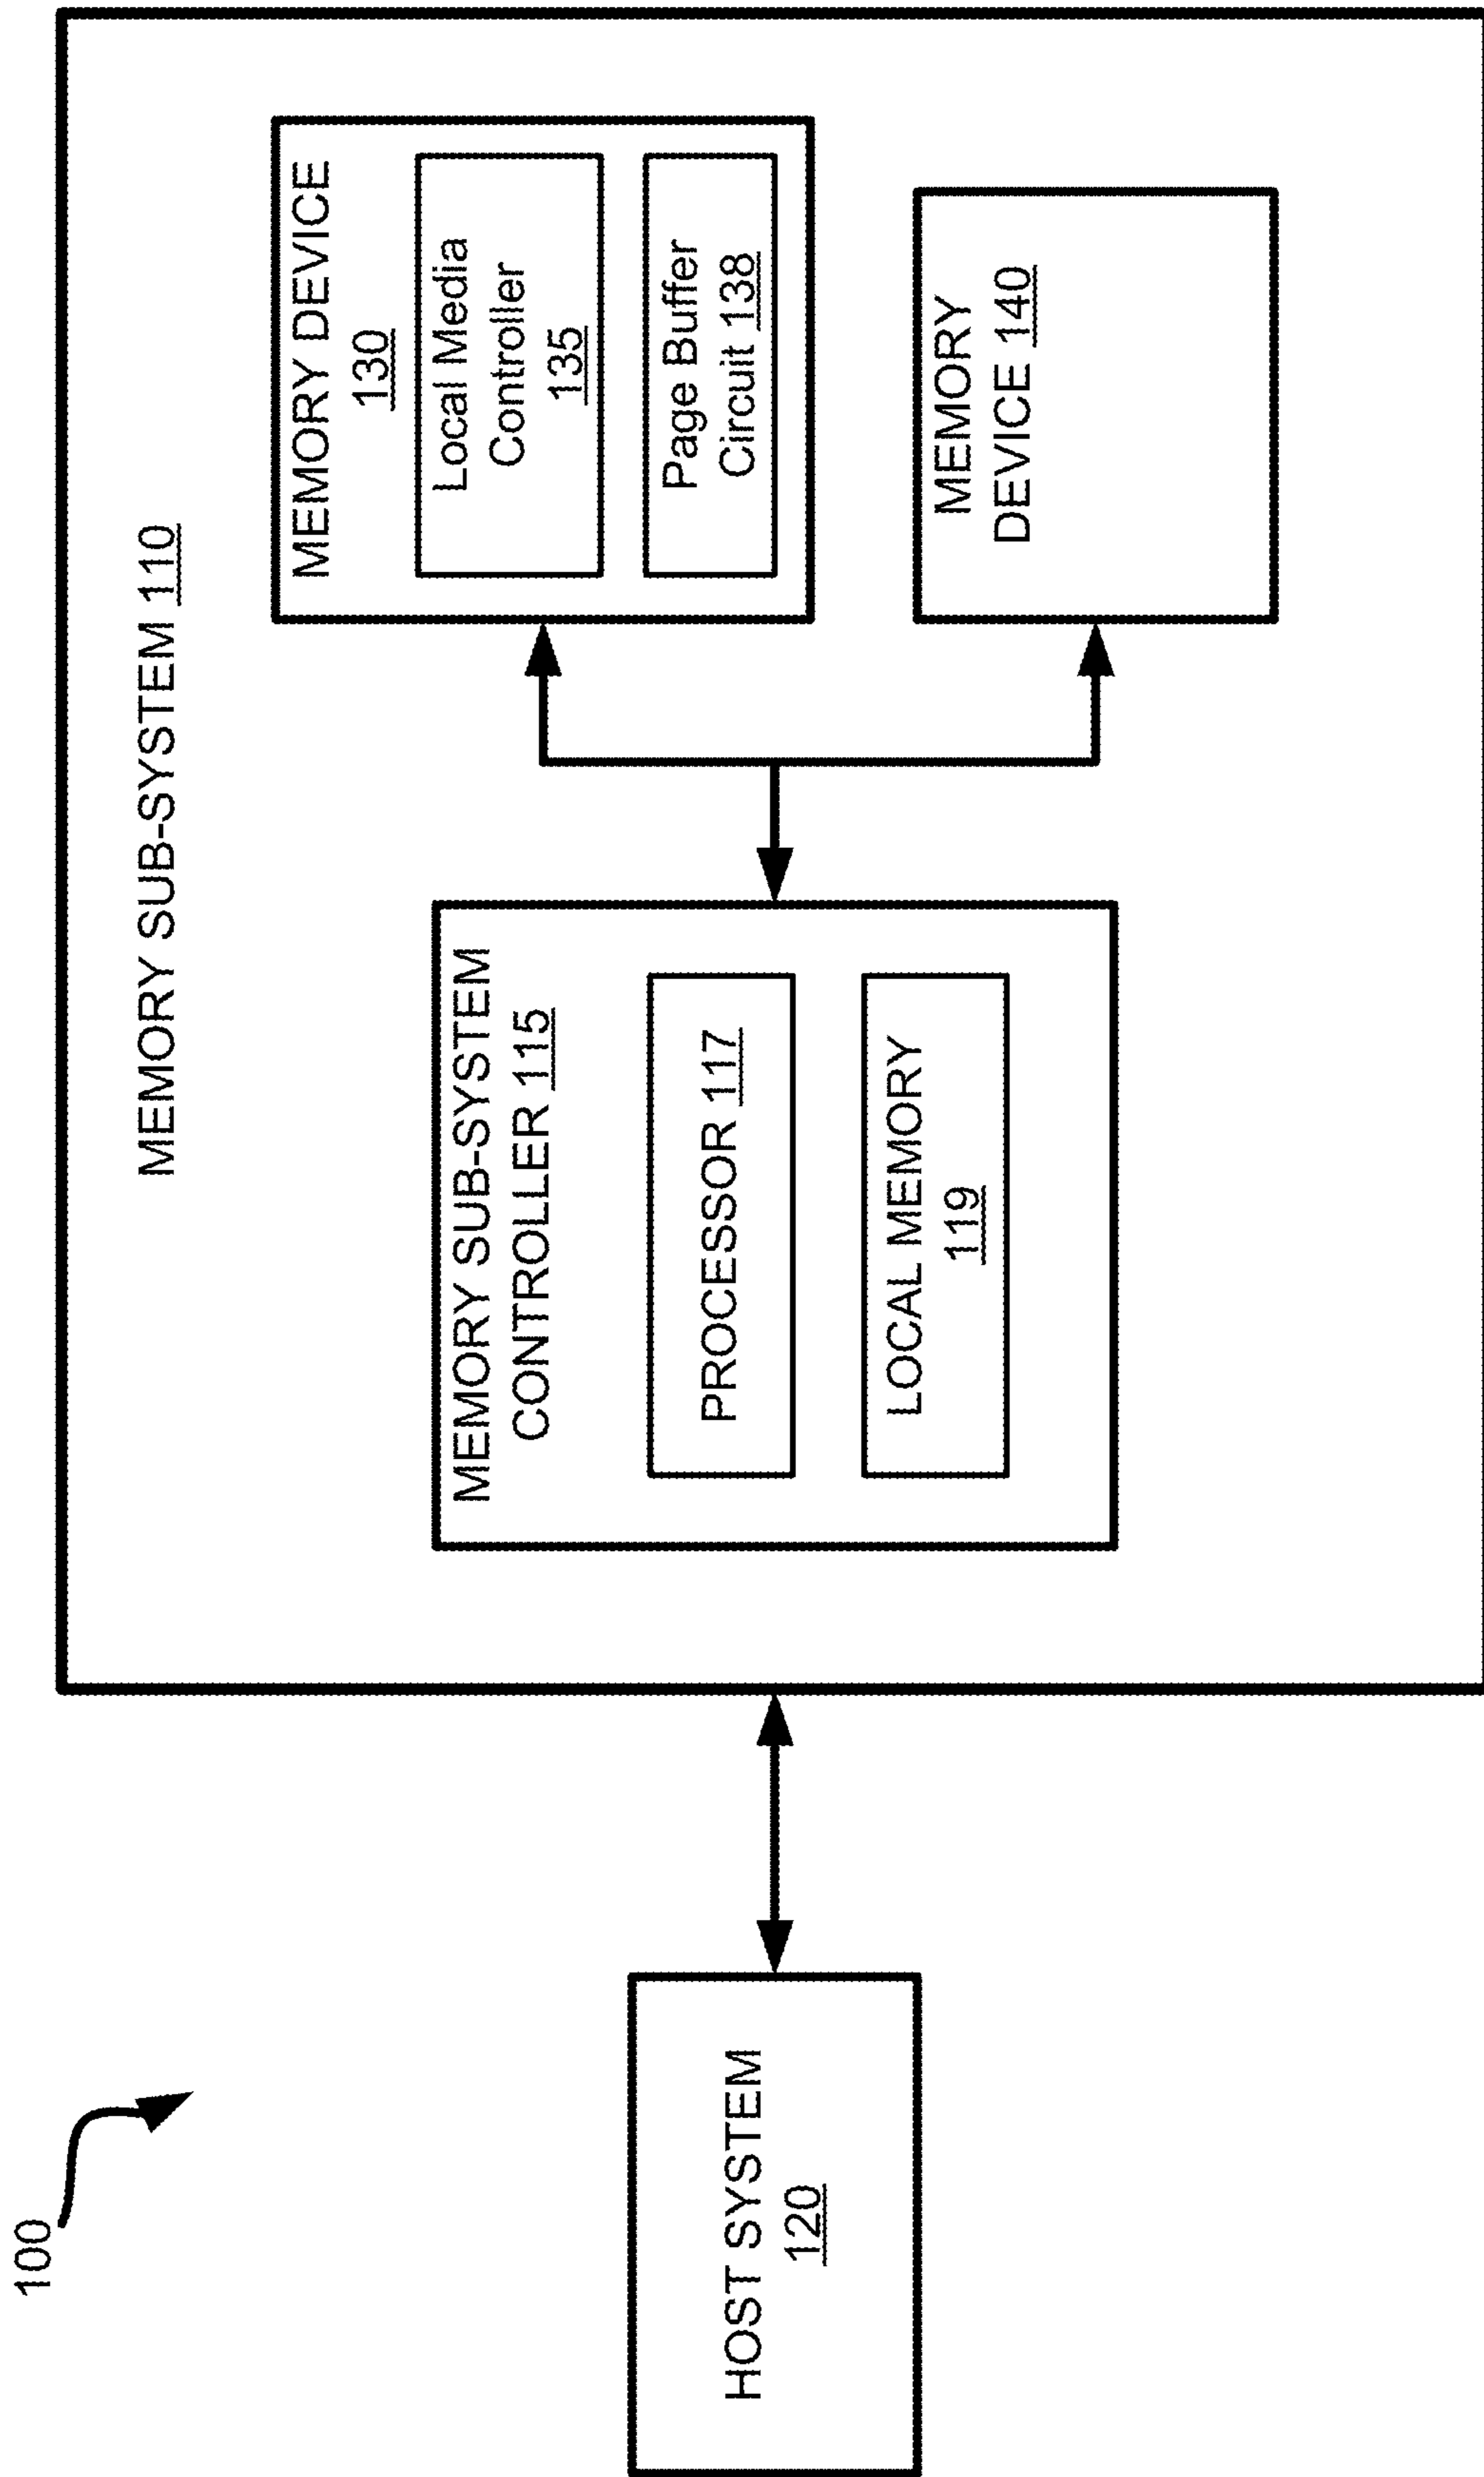 100
MEMORY SUB-SYSTEM 110
HOST SYSTEM
120
MEMORY SUB-SYSTEM
CONTROLLER 115
PROCESSOR 117
LOCAL MEMORY
119
MEMORY DEVICE
130
Local Media
Controller
135
Page Buffer
Circuit 138
MEMORY
DEVICE 140